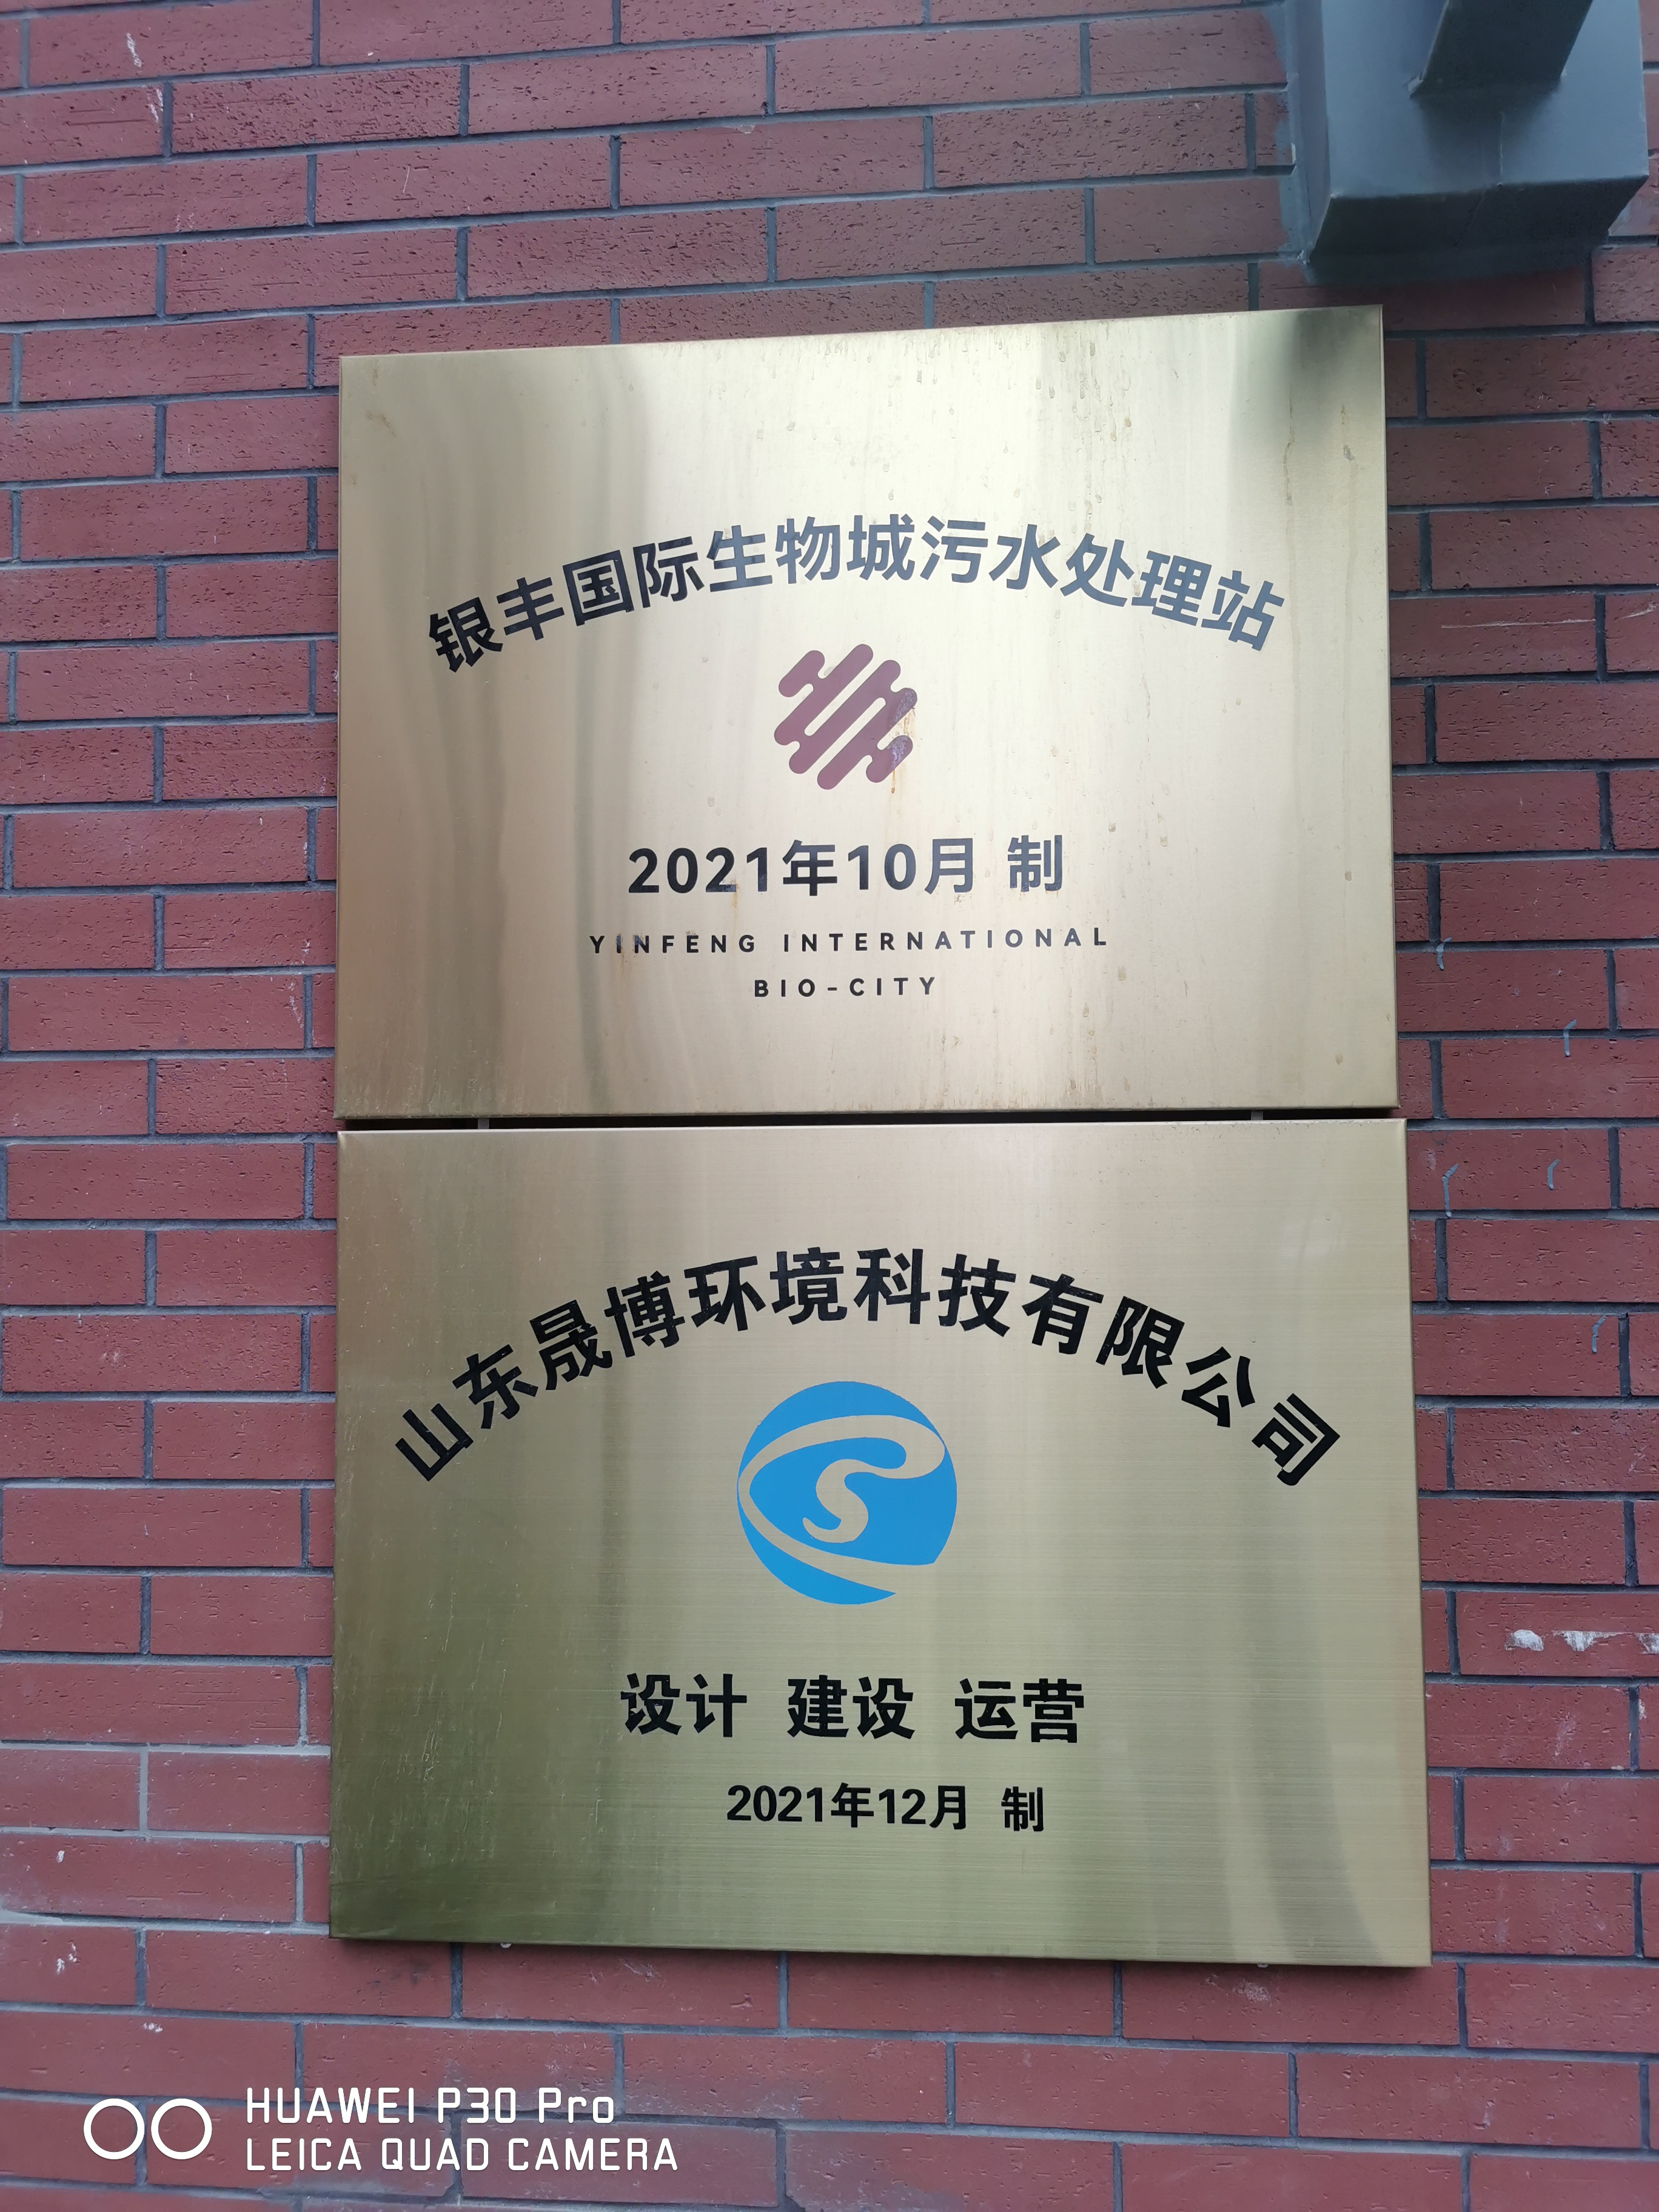 银丰国际生物城污水处理站
2021年10月 制
YINFENG INTERNATIONAL
BIO-CITY
山东晟博环境科技有限公司
设计 建设 运营
2021年12月 制
HUAWEI P30 Pro
LEICA QUAD CAMERA